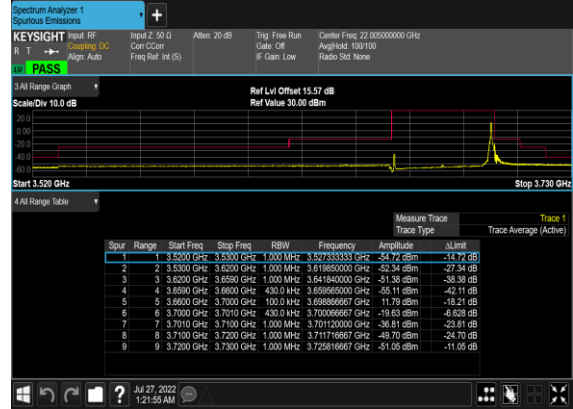 Spectrum Analyzer 1
Spurious Emissions
KEYSIGHT Input: RF Input Z: 50 Ω Atten: 20 dB Trig: Free Run Center Freq: 22.005000000 GHz
R T Coupling: DC Corr CCorr Gate: Off Avg|Hold: 100/100
Align: Auto Freq Ref: Int (S) IF Gain: Low Radio Std: None
PASS
3 All Range Graph
Ref Lvl Offset 15.57 dB
Scale/Div 10.0 dB Ref Value 30.00 dBm
20.0
0.00
-20.0
-40.0
-60.0
Start 3.520 GHz Stop 3.730 GHz
4 All Range Table
Measure Trace Trace 1
Trace Type Trace Average (Active)
Spur Range Start Freq Stop Freq RBW Frequency Amplitude ΔLimit
1 1 3.5200 GHz 3.5300 GHz 1.000 MHz 3.527333333 GHz -54.72 dBm -14.72 dB
2 2 3.5300 GHz 3.6200 GHz 1.000 MHz 3.619850000 GHz -52.34 dBm -27.34 dB
3 3 3.6200 GHz 3.6590 GHz 1.000 MHz 3.641840000 GHz -51.38 dBm -38.38 dB
4 4 3.6590 GHz 3.6600 GHz 430.0 kHz 3.659565000 GHz -55.11 dBm -42.11 dB
5 5 3.6600 GHz 3.7000 GHz 100.0 kHz 3.698866667 GHz 11.79 dBm -18.21 dB
6 6 3.7000 GHz 3.7010 GHz 430.0 kHz 3.700066667 GHz -19.63 dBm -6.628 dB
7 7 3.7010 GHz 3.7100 GHz 1.000 MHz 3.701120000 GHz -36.81 dBm -23.81 dB
8 8 3.7100 GHz 3.7200 GHz 1.000 MHz 3.711716667 GHz -49.70 dBm -24.70 dB
9 9 3.7200 GHz 3.7300 GHz 1.000 MHz 3.725816667 GHz -51.05 dBm -11.05 dB
Jul 27, 2022
1:21:55 AM